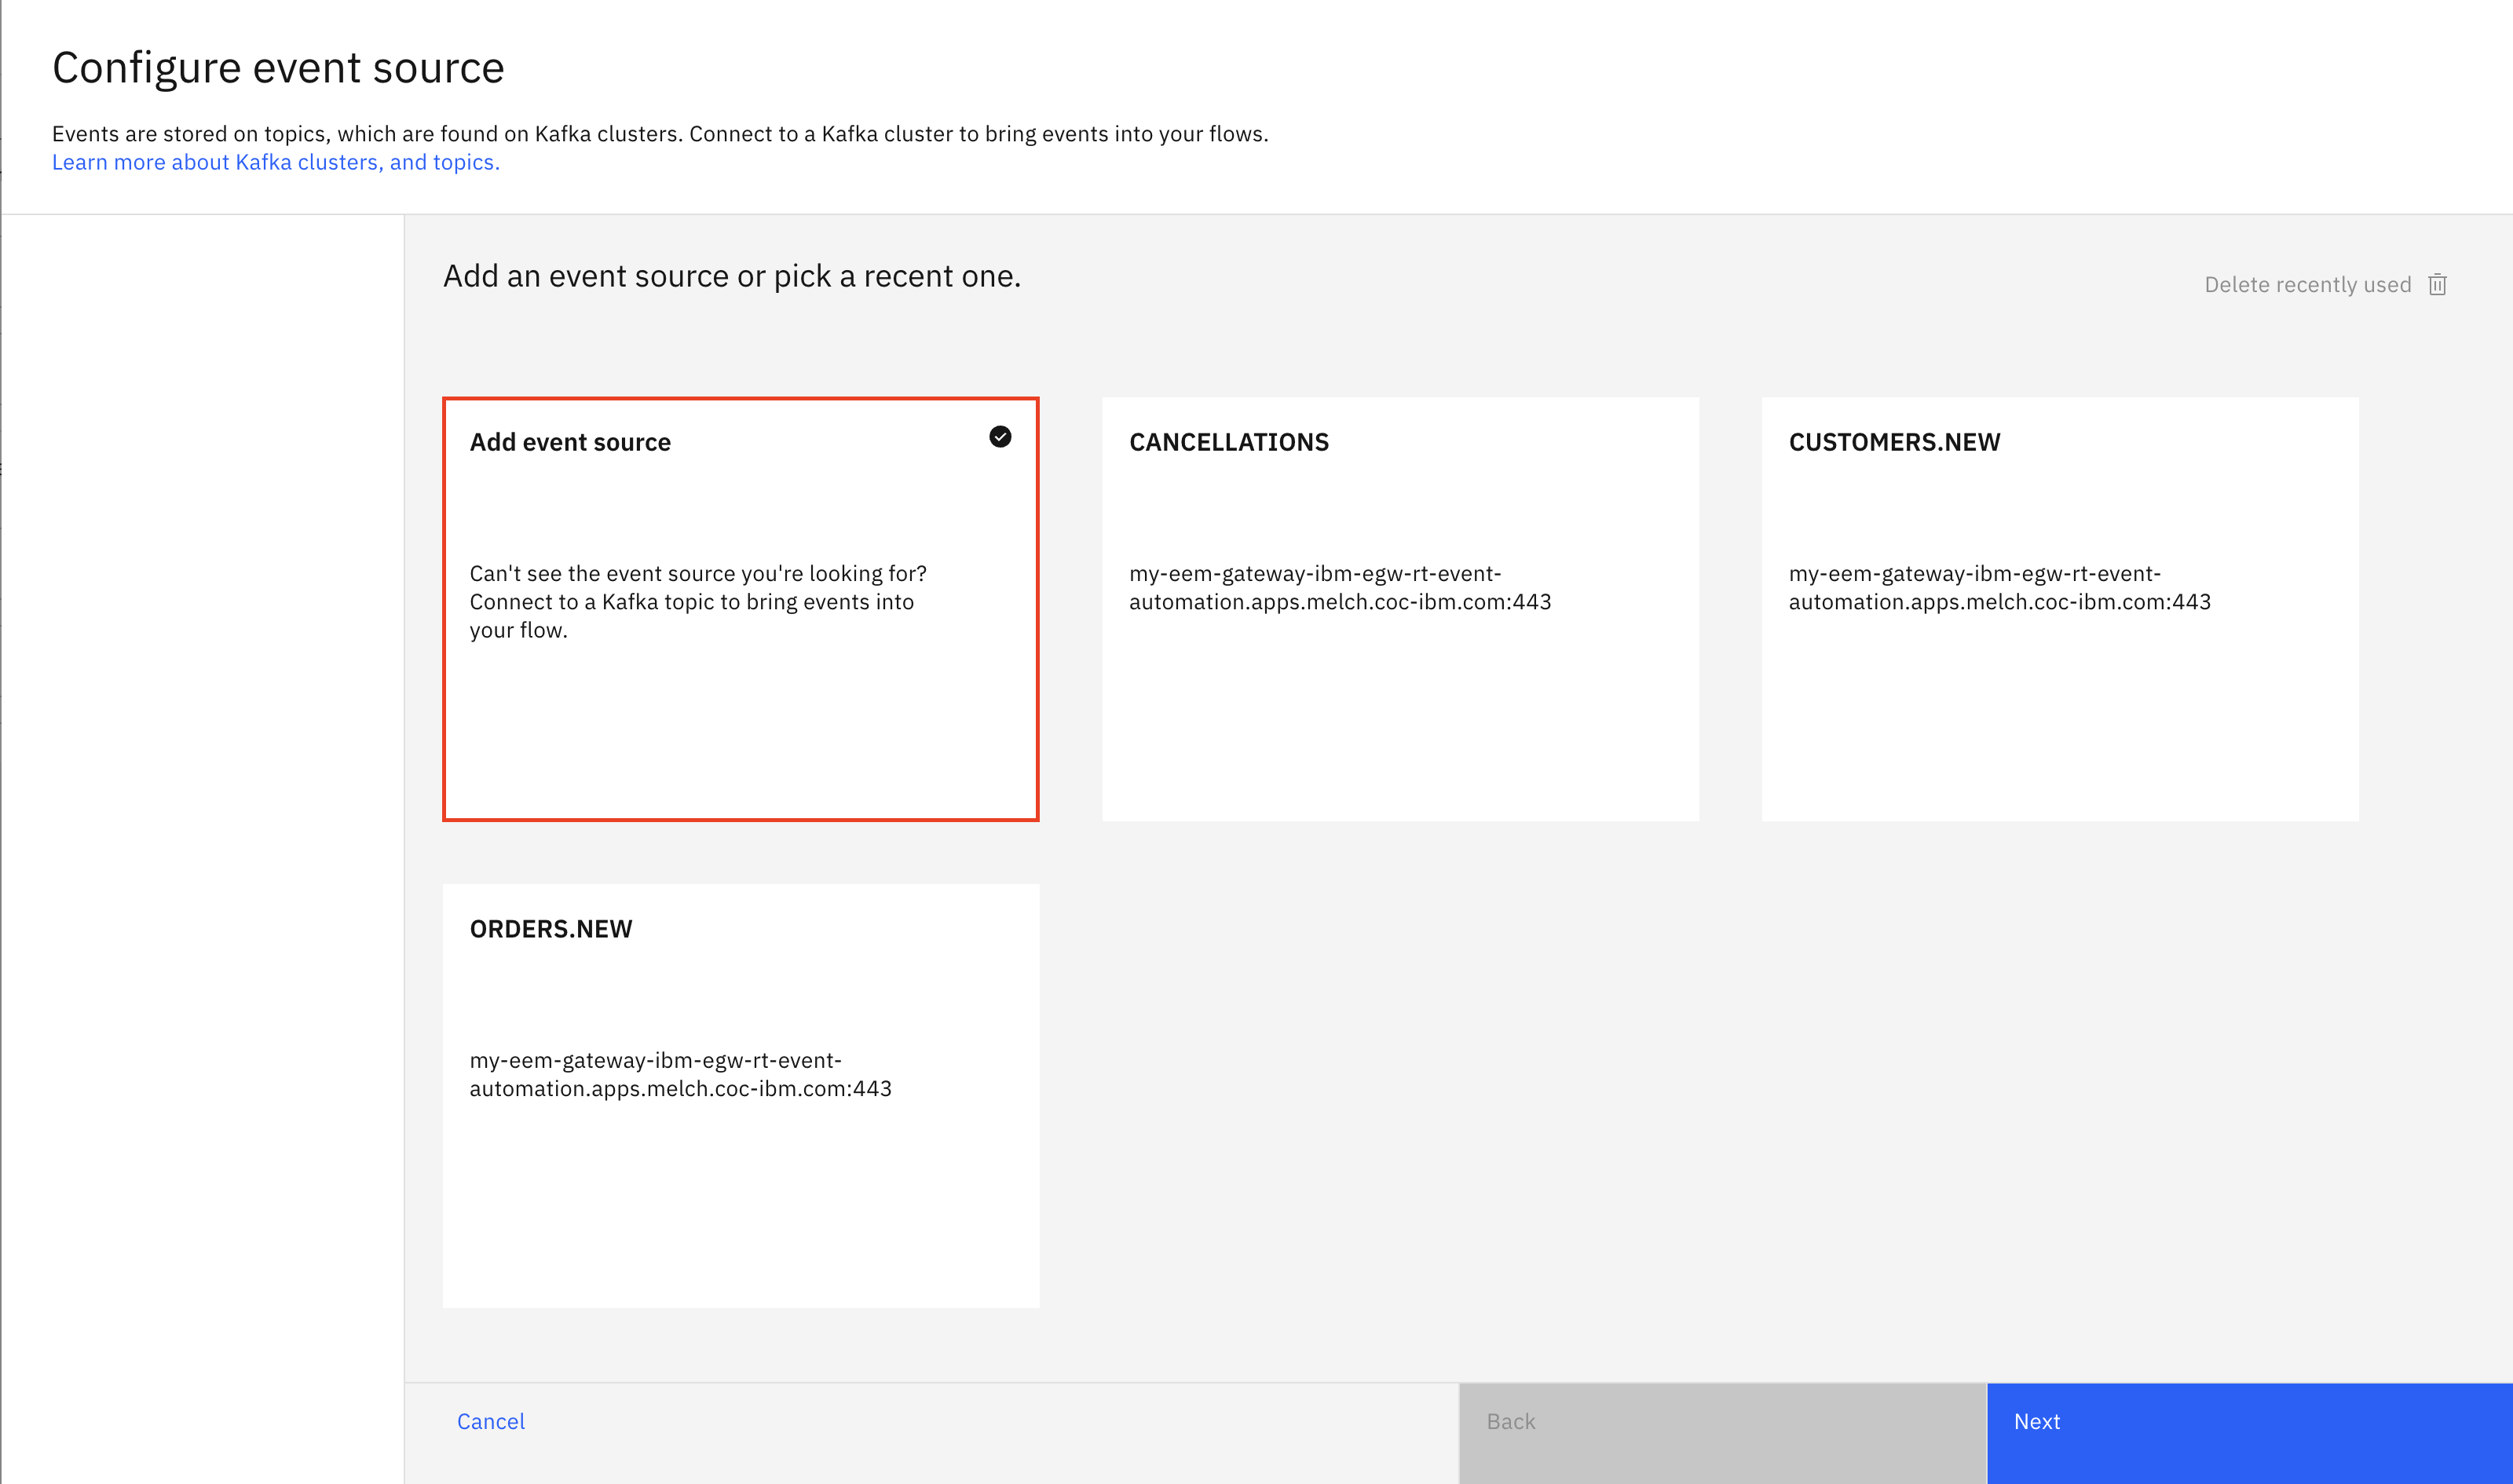 Configure event source
Events are stored on topics, which are found on Kafka clusters. Connect to a Kafka cluster to bring events into your flows.
Learn more about Kafka clusters, and topics.
Add an event source or pick a recent one.
Delete recently used
Add event source
Can't see the event source you're looking for?
Connect to a Kafka topic to bring events into
your flow.
CANCELLATIONS
my-eem-gateway-ibm-egw-rt-event-
automation.apps.melch.coc-ibm.com:443
CUSTOMERS.NEW
my-eem-gateway-ibm-egw-rt-event-
automation.apps.melch.coc-ibm.com:443
ORDERS.NEW
my-eem-gateway-ibm-egw-rt-event-
automation.apps.melch.coc-ibm.com:443
Cancel
Back
Next